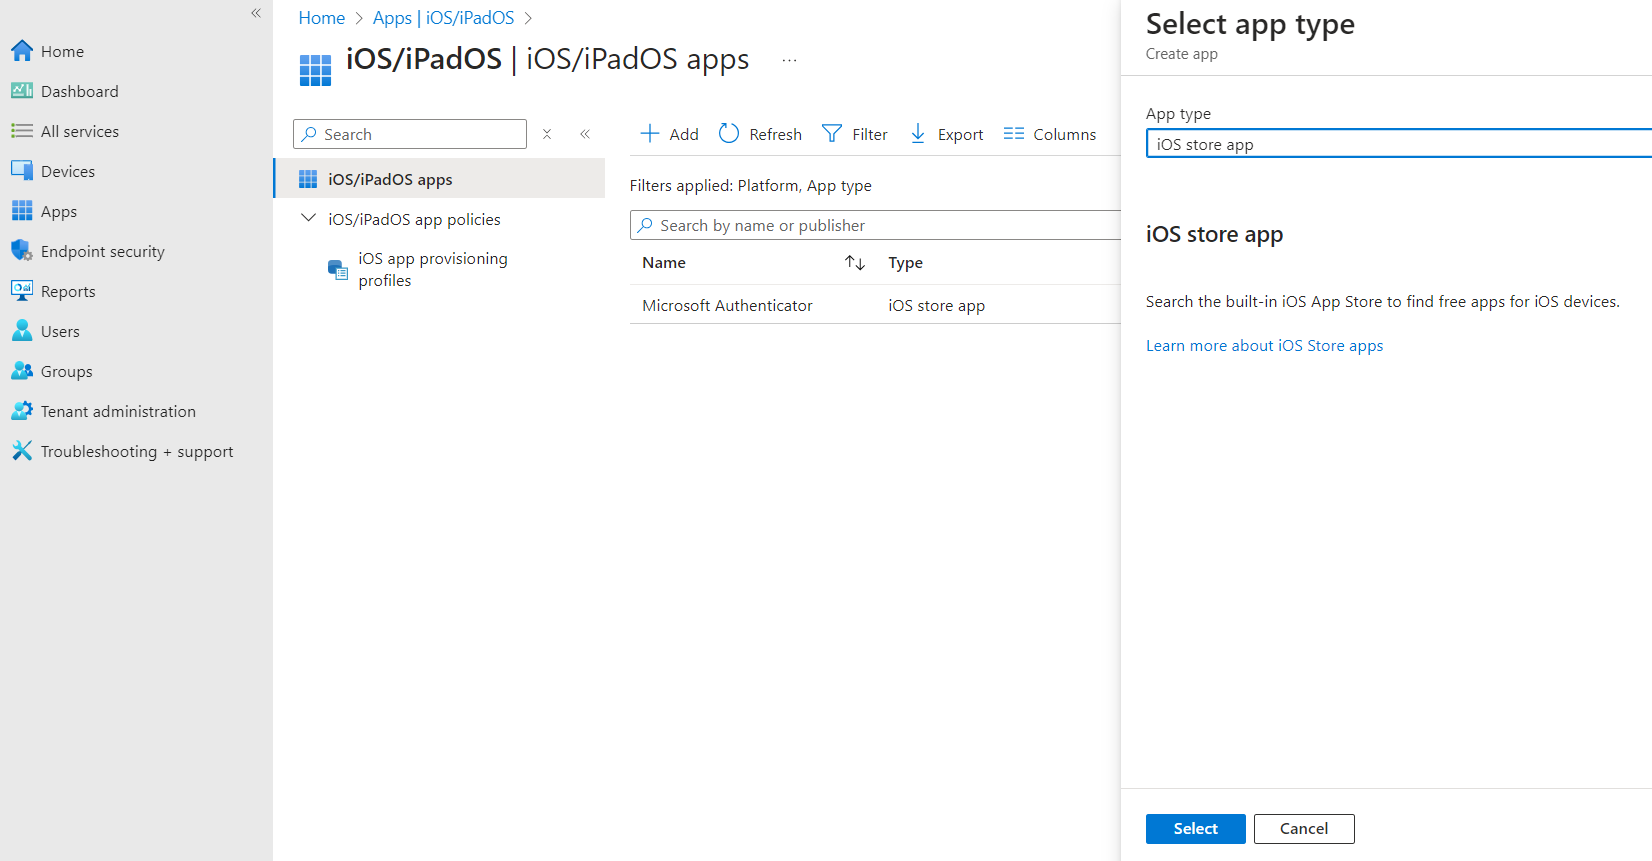 Home
Dashboard
All services
Devices
Apps
Endpoint security
Reports
Users
Groups
Tenant administration
Troubleshooting + support
Home > Apps | iOS/iPadOS >
iOS/iPadOS | iOS/iPadOS apps ...
Search
iOS/iPadOS apps
iOS/iPadOS app policies
iOS app provisioning
profiles
Add Refresh Filter Export Columns
Filters applied: Platform, App type
Search by name or publisher
Name Type
Microsoft Authenticator iOS store app
Select app type
Create app
App type
iOS store app
iOS store app
Search the built-in iOS App Store to find free apps for iOS devices.
Learn more about iOS Store apps
Select Cancel